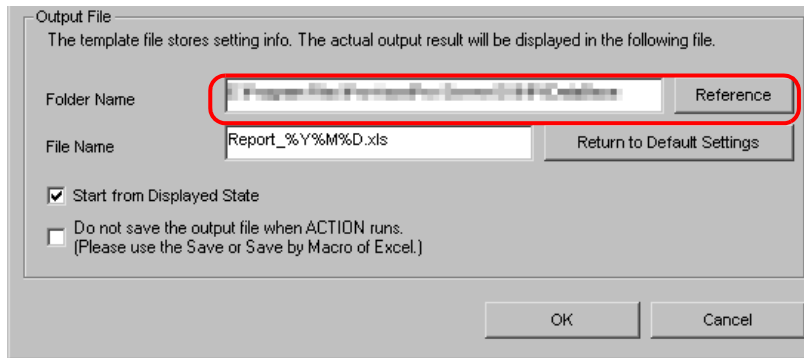 Output File
The template file stores setting info. The actual output result will be displayed in the following file.
Folder Name
Reference
File Name
Report_%Y%M%D.xls
Return to Default Settings
Start from Displayed State
Do not save the output file when ACTION runs.
(Please use the Save or Save by Macro of Excel.)
OK
Cancel